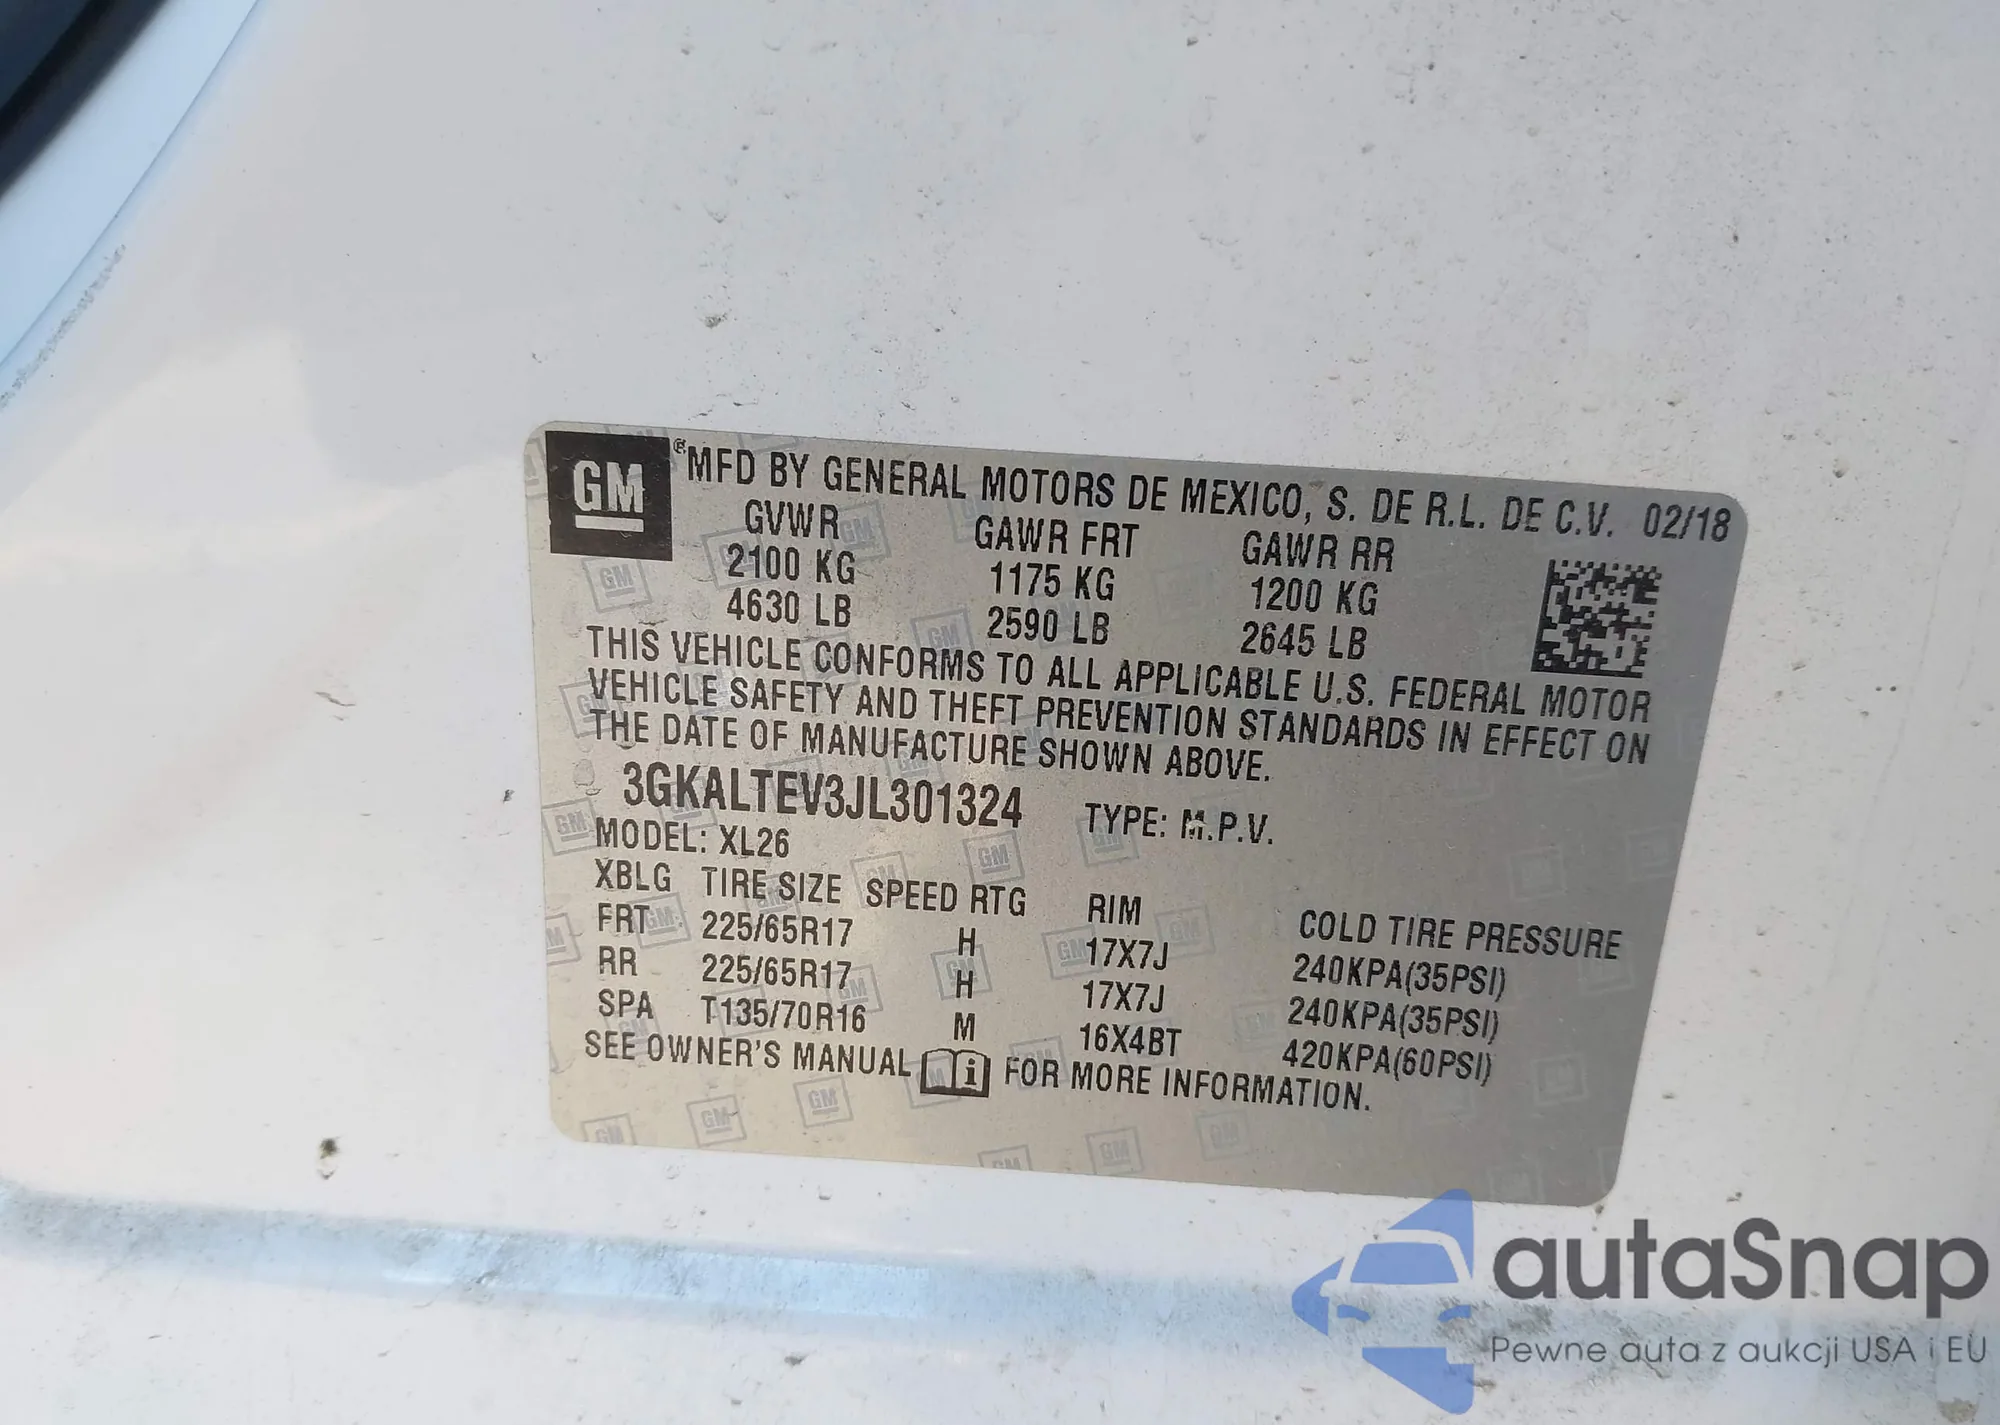 GM ® MFD BY GENERAL MOTORS DE MEXICO, S. DE R.L. DE C.V. 02/18
GVWR GAWR FRT GAWR RR
2100 KG 1175 KG 1200 KG
4630 LB 2590 LB 2645 LB
THIS VEHICLE CONFORMS TO ALL APPLICABLE U.S. FEDERAL MOTOR
VEHICLE SAFETY AND THEFT PREVENTION STANDARDS IN EFFECT ON
THE DATE OF MANUFACTURE SHOWN ABOVE.
3GKALTEV3JL301324 TYPE: M.P.V.
MODEL: XL26
XBLG TIRE SIZE SPEED RTG RIM COLD TIRE PRESSURE
FRT 225/65R17 H 17X7J 240KPA(35PSI)
RR 225/65R17 H 17X7J 240KPA(35PSI)
SPA T135/70R16 M 16X4BT 420KPA(60PSI)
SEE OWNER'S MANUAL i FOR MORE INFORMATION.
autaSnap
Pewne auta z aukcji USA i EU